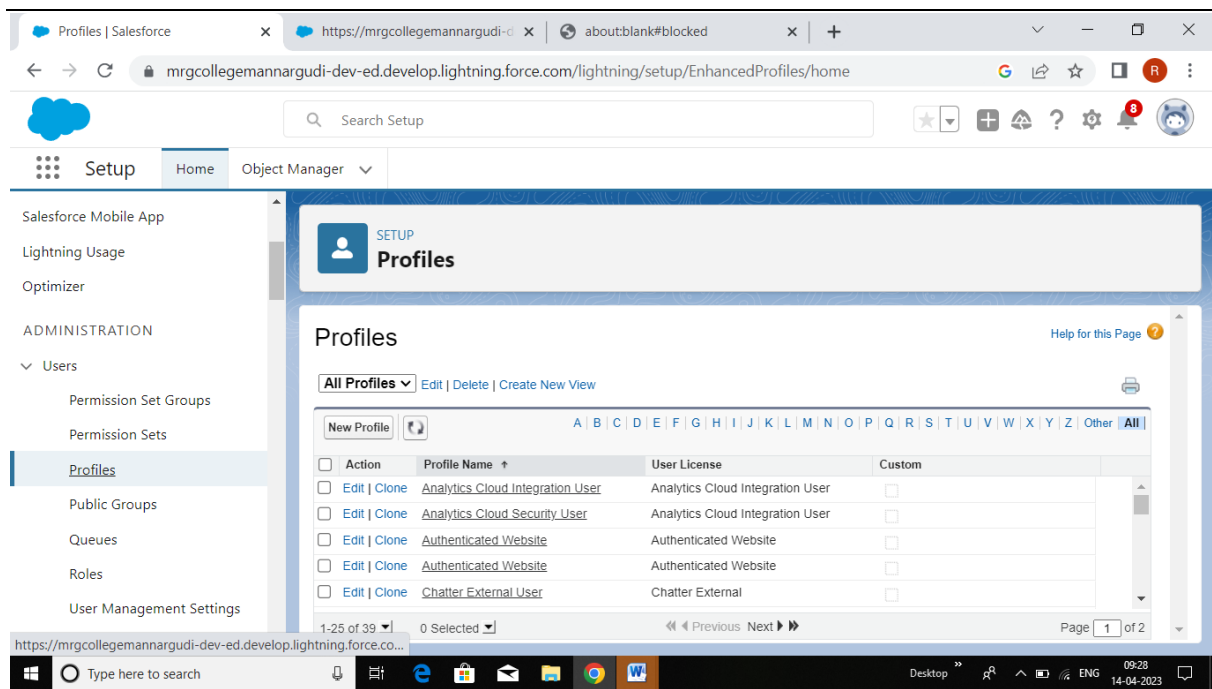 Profiles | Salesforce
https://mrgcollegemannargudi-d
about:blank#blocked
mrgcollegemannargudi-dev-ed.develop.lightning.force.com/lightning/setup/EnhancedProfiles/home
G
R
Search Setup
8
Setup
Home
Object Manager
Salesforce Mobile App
Lightning Usage
Optimizer
ADMINISTRATION
Users
Permission Set Groups
Permission Sets
Profiles
Public Groups
Queues
Roles
User Management Settings
SETUP
Profiles
Profiles
Help for this Page ?
All Profiles Edit | Delete | Create New View
New Profile
A | B | C | D | E | F | G | H | I | J | K | L | M | N | O | P | Q | R | S | T | U | V | W | X | Y | Z | Other | All
Action Profile Name ↑ User License Custom
Edit | Clone Analytics Cloud Integration User Analytics Cloud Integration User
Edit | Clone Analytics Cloud Security User Analytics Cloud Integration User
Edit | Clone Authenticated Website Authenticated Website
Edit | Clone Authenticated Website Authenticated Website
Edit | Clone Chatter External User Chatter External
1-25 of 39 0 Selected Previous Next Page 1 of 2
https://mrgcollegemannargudi-dev-ed.develop.lightning.force.co...
Type here to search
W
Desktop » ENG 09:28
14-04-2023